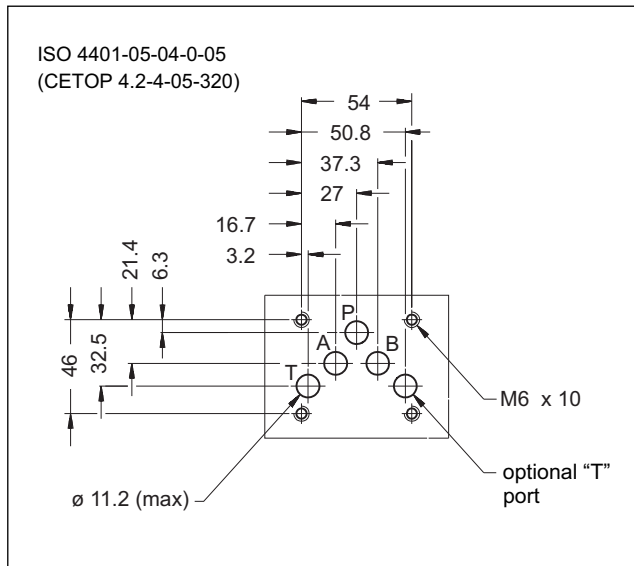 ISO 4401-05-04-0-05
(CETOP 4.2-4-05-320)
54
50.8
37.3
27
16.7
3.2
21.4
6.3
32.5
46
P
A
B
T
M6 x 10
optional “T”
port
ø 11.2 (max)